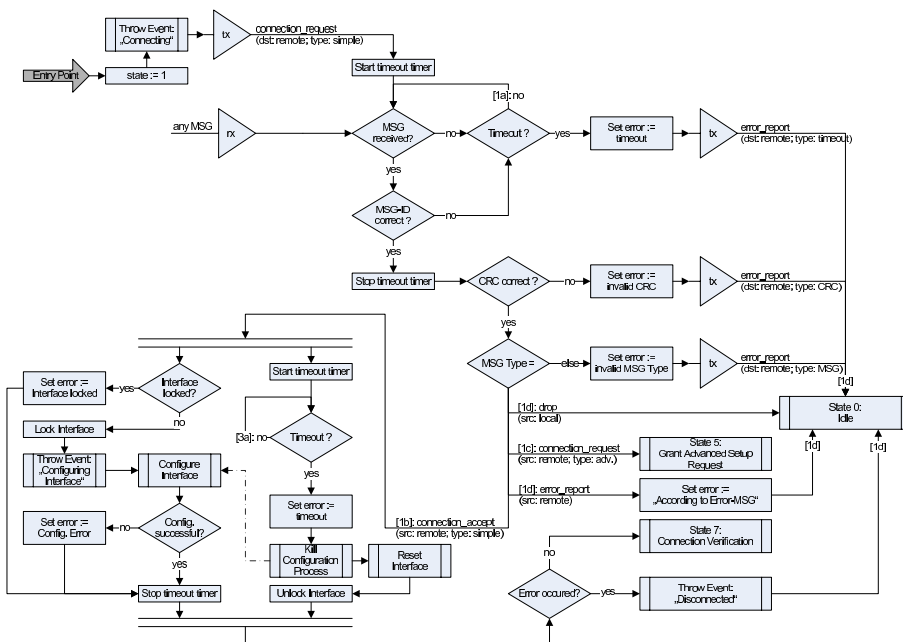 Throw Event:
„Connecting“
tx
connection_request
(dst: remote; type: simple)
Entry Point
state := 1
Start timeout timer
[1a]: no
any MSG
rx
MSG
received?
no
Timeout ?
yes
Set error :=
timeout
tx
error_report
(dst: remote; type: timeout)
yes
MSG-ID
correct ?
no
yes
Stop timeout timer
CRC correct ?
no
Set error :=
invalid CRC
tx
error_report
(dst: remote; type: CRC)
yes
MSG Type =
else
Set error :=
invalid MSG Type
tx
error_report
(dst: remote; type: MSG)
[1d]
Start timeout timer
Set error :=
Interface locked
yes
Interface
locked?
no
[1d]: drop
(src: local)
State 0:
Idle
Lock Interface
[3a]: no
Timeout ?
[1c]: connection_request
(src: remote; type: adv.)
State 5:
Grant Advanced Setup
Request
[1d]
[1d]
Throw Event:
„Configuring
Interface“
Configure
Interface
yes
[1d]: error_report
(src: remote)
Set error :=
„According to Error-MSG“
Set error :=
Config. Error
no
Config.
successful?
Set error :=
timeout
[1b]: connection_accept
(src: remote; type: simple)
State 7:
Connection Verification
yes
Kill
Configuration
Process
Reset
Interface
no
Stop timeout timer
Unlock Interface
Error occured?
yes
Throw Event:
„Disconnected“